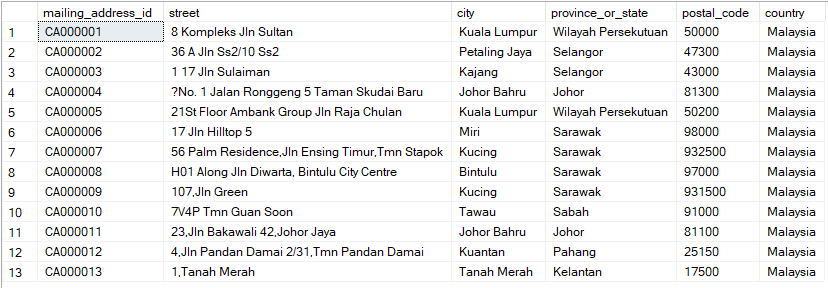 mailing_address_id street city province_or_state postal_code country
1 CA000001 8 Kompleks Jln Sultan Kuala Lumpur Wilayah Persekutuan 50000 Malaysia
2 CA000002 36 A Jln Ss2/10 Ss2 Petaling Jaya Selangor 47300 Malaysia
3 CA000003 1 17 Jln Sulaiman Kajang Selangor 43000 Malaysia
4 CA000004 ?No. 1 Jalan Ronggeng 5 Taman Skudai Baru Johor Bahru Johor 81300 Malaysia
5 CA000005 21St Floor Ambank Group Jln Raja Chulan Kuala Lumpur Wilayah Persekutuan 50200 Malaysia
6 CA000006 17 Jln Hilltop 5 Miri Sarawak 98000 Malaysia
7 CA000007 56 Palm Residence,Jln Ensing Timur,Tmn Stapok Kucing Sarawak 932500 Malaysia
8 CA000008 H01 Along Jln Diwarta, Bintulu City Centre Bintulu Sarawak 97000 Malaysia
9 CA000009 107,Jln Green Kucing Sarawak 931500 Malaysia
10 CA000010 7V4P Tmn Guan Soon Tawau Sabah 91000 Malaysia
11 CA000011 23,Jln Bakawali 42,Johor Jaya Johor Bahru Johor 81100 Malaysia
12 CA000012 4,Jln Pandan Damai 2/31,Tmn Pandan Damai Kuantan Pahang 25150 Malaysia
13 CA000013 1,Tanah Merah Tanah Merah Kelantan 17500 Malaysia